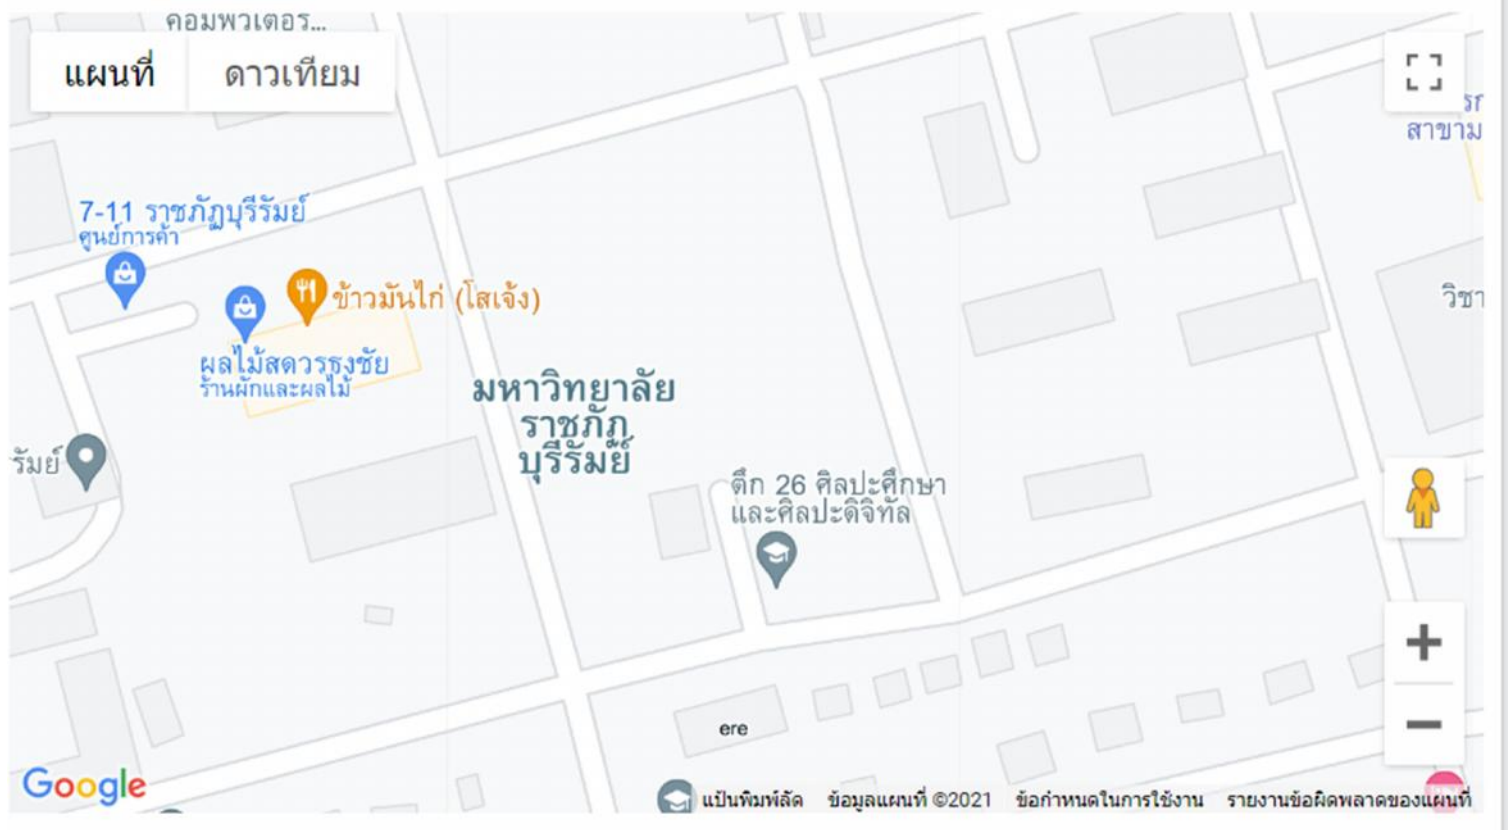 คอมพิวเตอร์...
แผนที่
ดาวเทียม
สาขาม
7-11 ราชภัฏบุรีรัมย์
ศูนย์การค้า
ข้าวมันไก่ (โสเจ้ง)
วิชา
ผลไม้สดวรธงชัย
ร้านผักและผลไม้
มหาวิทยาลัย
ราชภัฏ
บุรีรัมย์
รัมย์
ตึก 26 ศิลปะศึกษา
และศิลปะดิจิทัล
ere
Google
แป้นพิมพ์ลัด
ข้อมูลแผนที่ ©2021
ข้อกำหนดในการใช้งาน
รายงานข้อผิดพลาดของแผนที่